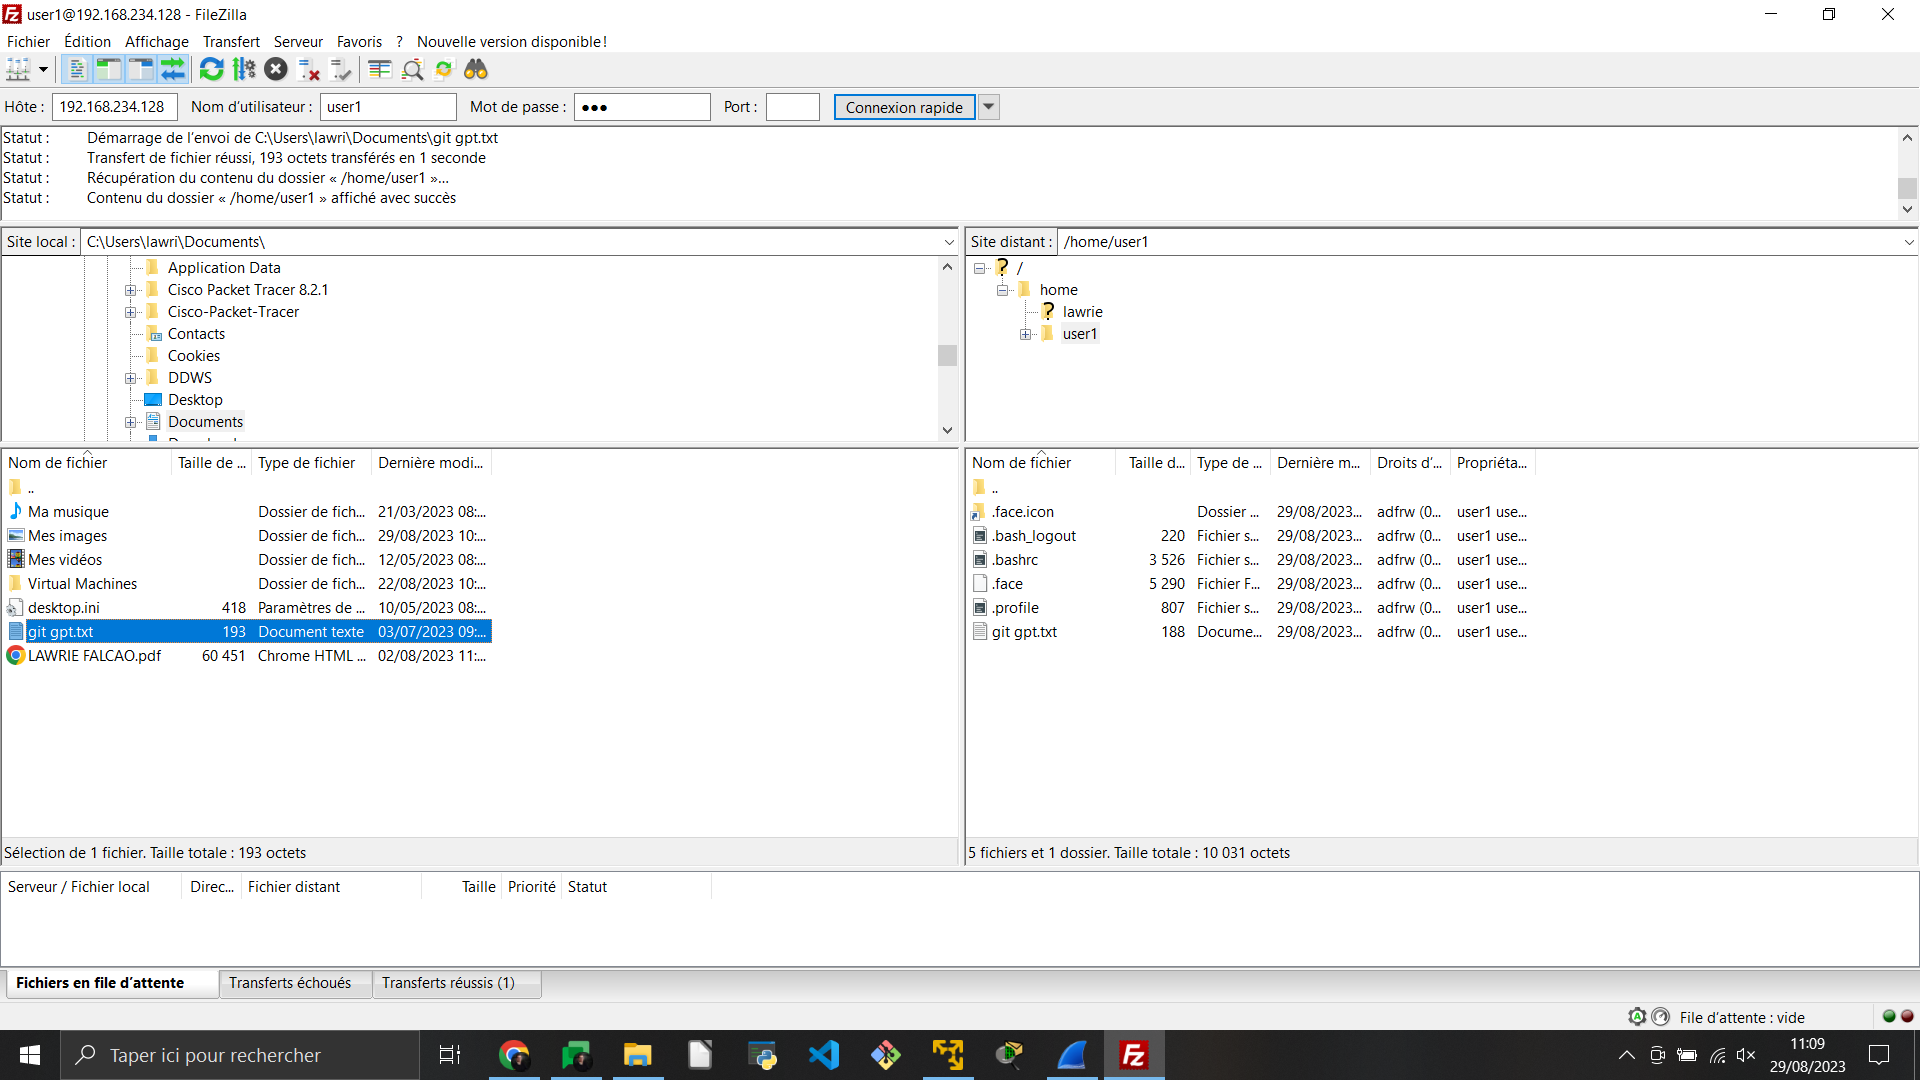 user1@192.168.234.128 - FileZilla
Fichier Édition Affichage Transfert Serveur Favoris ? Nouvelle version disponible !
Hôte : 192.168.234.128 Nom d'utilisateur : user1 Mot de passe : ●●● Port : Connexion rapide
Statut : Démarrage de l'envoi de C:\Users\lawri\Documents\git gpt.txt
Statut : Transfert de fichier réussi, 193 octets transférés en 1 seconde
Statut : Récupération du contenu du dossier « /home/user1 »...
Statut : Contenu du dossier « /home/user1 » affiché avec succès
Site local : C:\Users\lawri\Documents\
Application Data
Cisco Packet Tracer 8.2.1
Cisco-Packet-Tracer
Contacts
Cookies
DDWS
Desktop
Documents
Site distant : /home/user1
/
home
lawrie
user1
Nom de fichier Taille de ... Type de fichier Dernière modi...
..
Ma musique Dossier de fich... 21/03/2023 08:...
Mes images Dossier de fich... 29/08/2023 10:...
Mes vidéos Dossier de fich... 12/05/2023 08:...
Virtual Machines Dossier de fich... 22/08/2023 10:...
desktop.ini 418 Paramètres de ... 10/05/2023 08:...
git gpt.txt 193 Document texte 03/07/2023 09:...
LAWRIE FALCAO.pdf 60 451 Chrome HTML ... 02/08/2023 11:...
Sélection de 1 fichier. Taille totale : 193 octets
Nom de fichier Taille d... Type de ... Dernière m... Droits d'... Propriéta...
..
.face.icon Dossier ... 29/08/2023... adfrw (0... user1 use...
.bash_logout 220 Fichier s... 29/08/2023... adfrw (0... user1 use...
.bashrc 3 526 Fichier s... 29/08/2023... adfrw (0... user1 use...
.face 5 290 Fichier F... 29/08/2023... adfrw (0... user1 use...
.profile 807 Fichier s... 29/08/2023... adfrw (0... user1 use...
git gpt.txt 188 Docume... 29/08/2023... adfrw (0... user1 use...
5 fichiers et 1 dossier. Taille totale : 10 031 octets
Serveur / Fichier local Direc... Fichier distant Taille Priorité Statut
Fichiers en file d'attente Transferts échoués Transferts réussis (1)
File d'attente : vide
Taper ici pour rechercher
11:09
29/08/2023